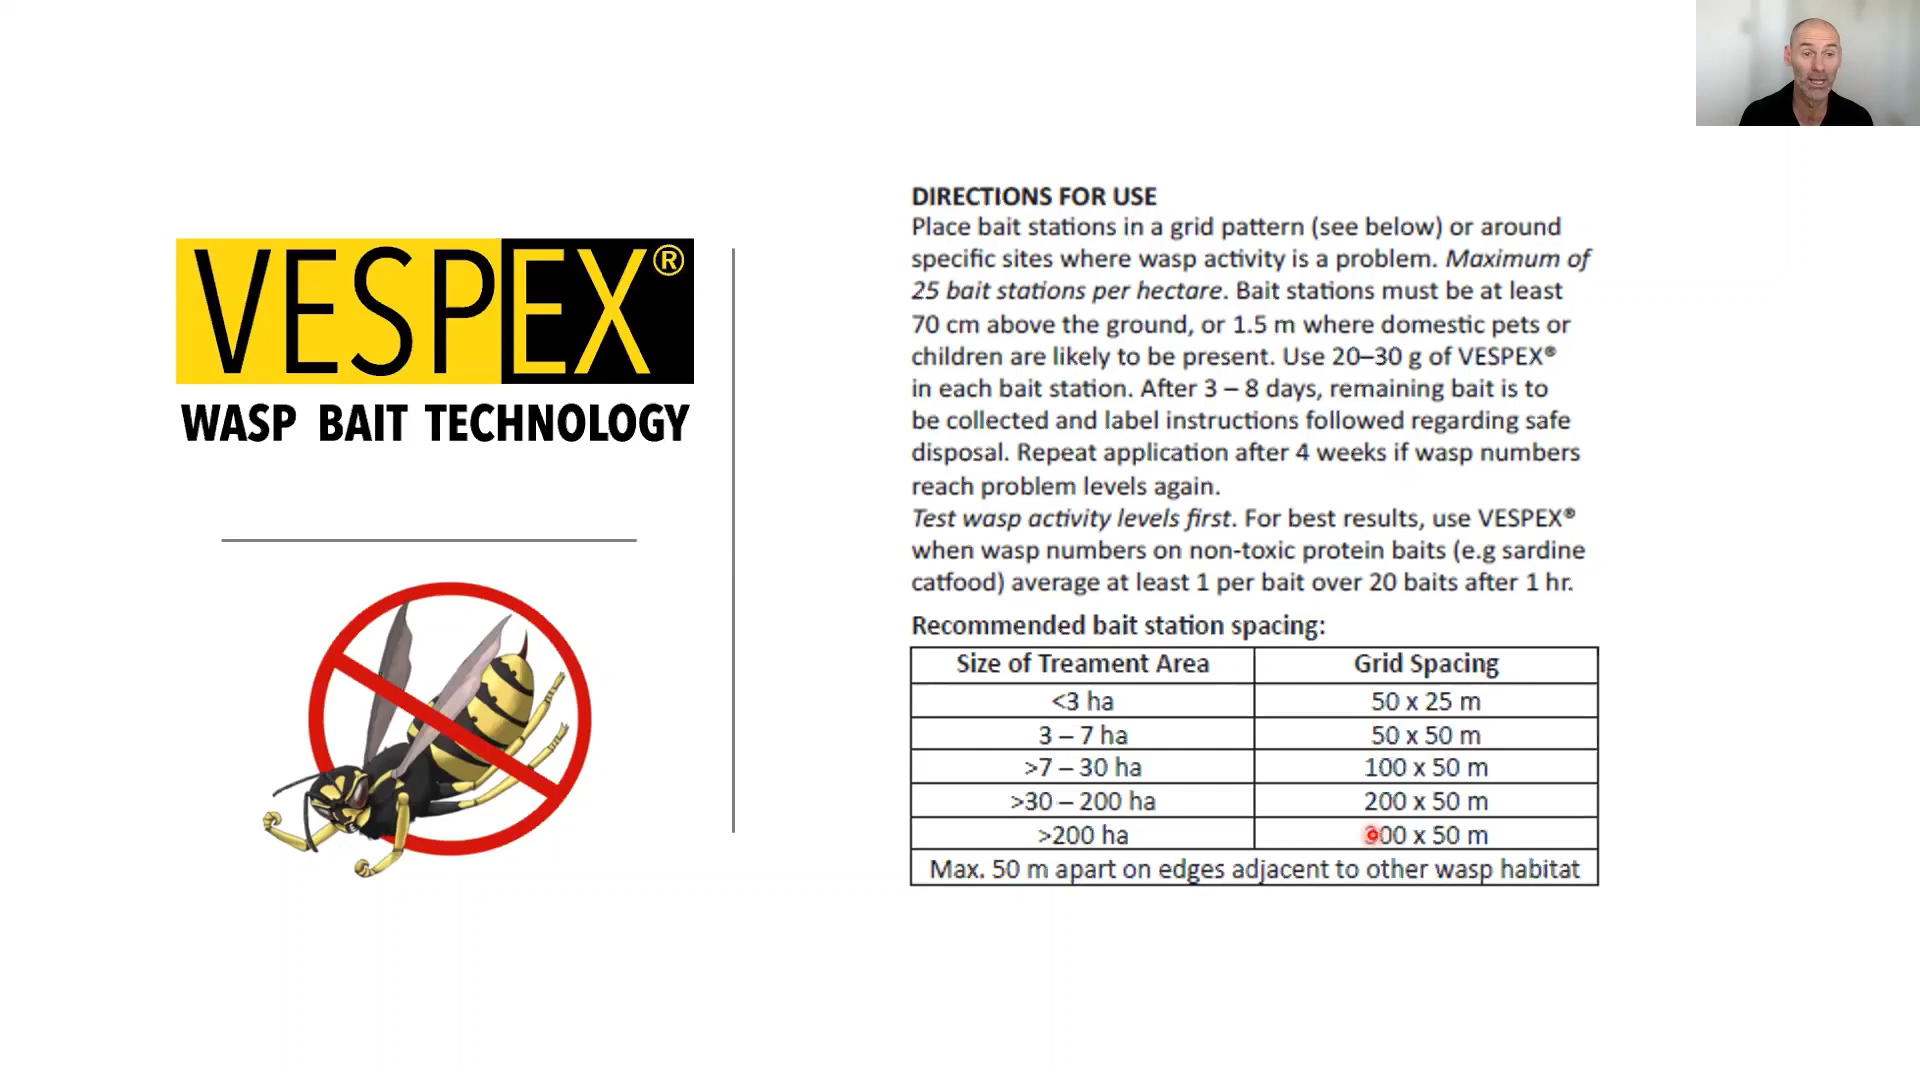 VESPEX®
WASP BAIT TECHNOLOGY
DIRECTIONS FOR USE
Place bait stations in a grid pattern (see below) or around
specific sites where wasp activity is a problem. Maximum of
25 bait stations per hectare. Bait stations must be at least
70 cm above the ground, or 1.5 m where domestic pets or
children are likely to be present. Use 20–30 g of VESPEX®
in each bait station. After 3 – 8 days, remaining bait is to
be collected and label instructions followed regarding safe
disposal. Repeat application after 4 weeks if wasp numbers
reach problem levels again.
Test wasp activity levels first. For best results, use VESPEX®
when wasp numbers on non-toxic protein baits (e.g sardine
catfood) average at least 1 per bait over 20 baits after 1 hr.
Recommended bait station spacing:
Size of Treament Area Grid Spacing
<3 ha 50 x 25 m
3 – 7 ha 50 x 50 m
>7 – 30 ha 100 x 50 m
>30 – 200 ha 200 x 50 m
>200 ha x 50 m
Max. 50 m apart on edges adjacent to other wasp habitat